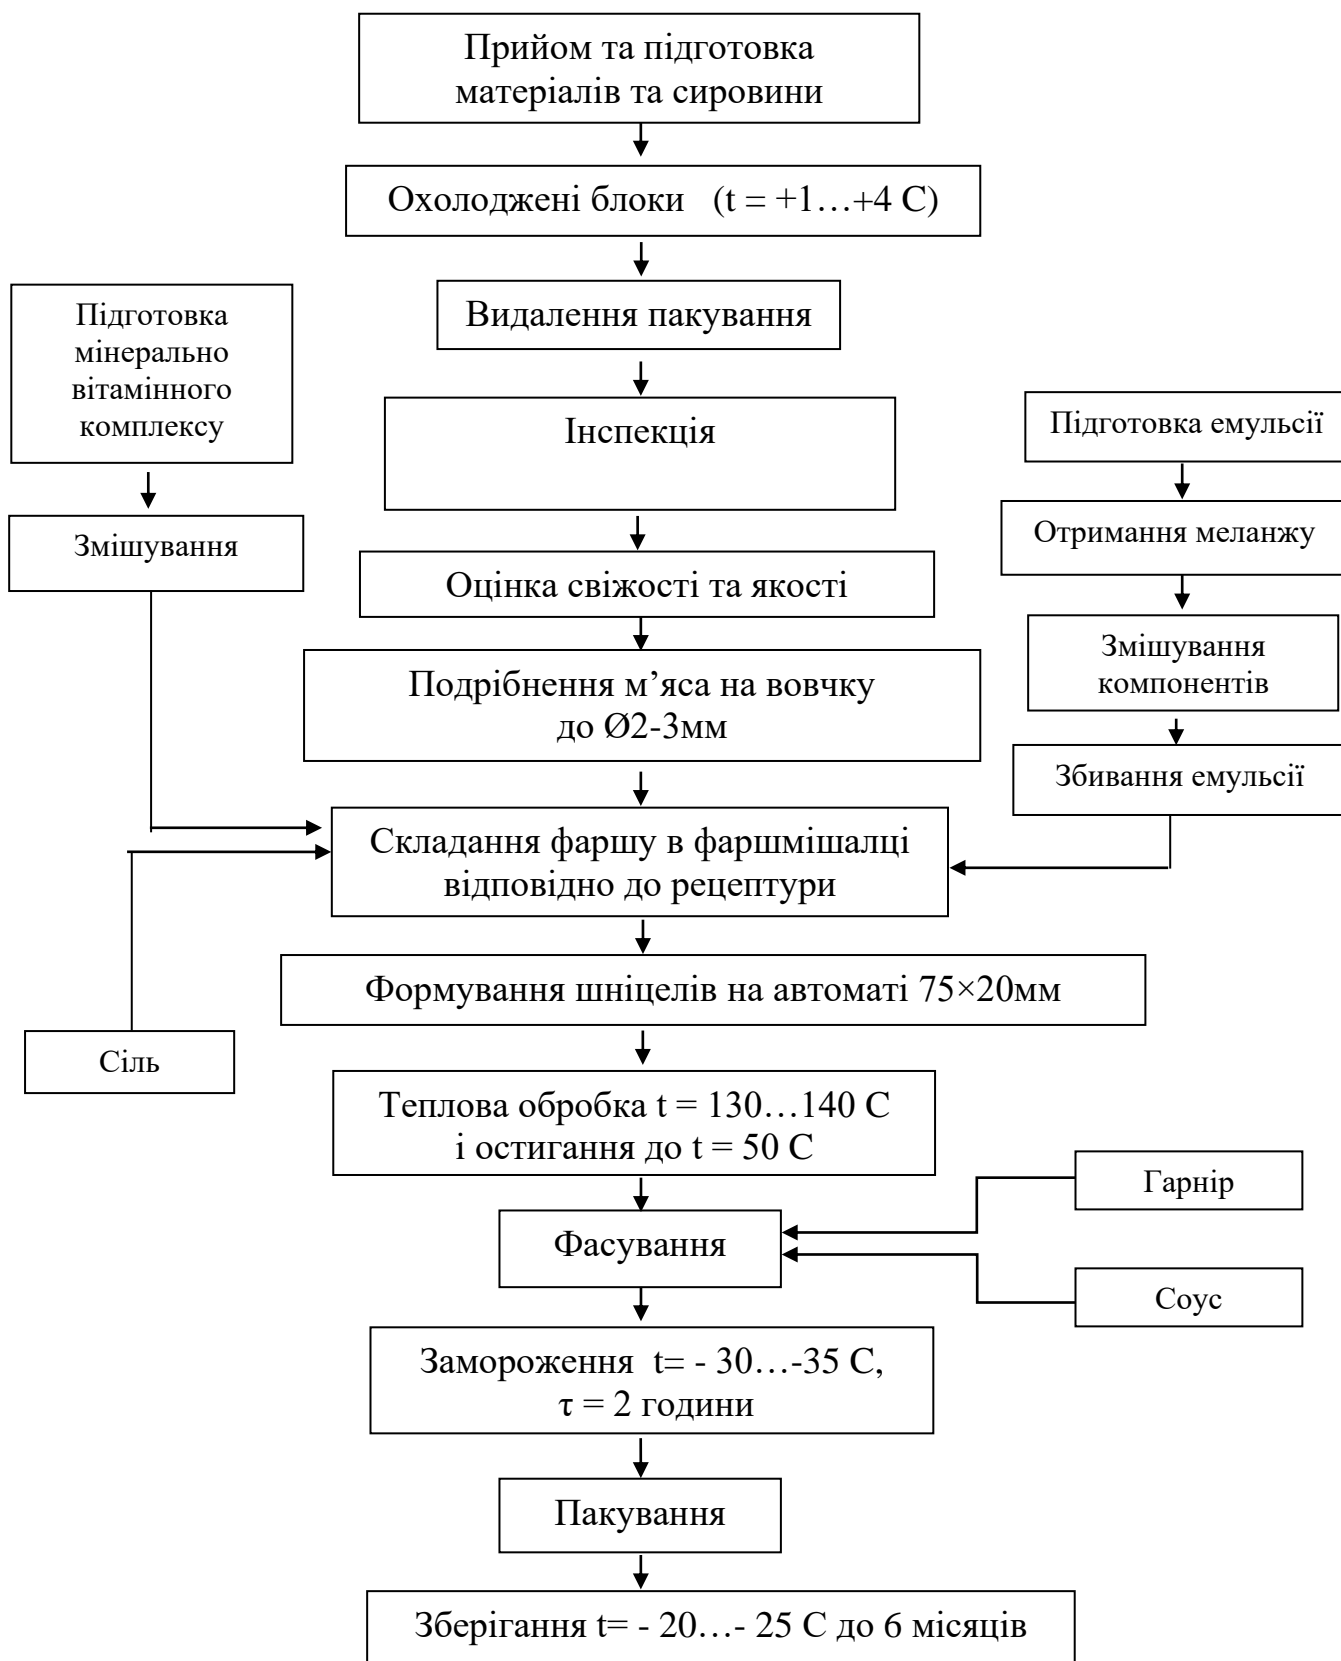 Прийом та підготовка
матеріалів та сировини
Охолоджені блоки (t = +1…+4 С)
Видалення пакування
Підготовка
мінерально
вітамінного
комплексу
Інспекція
Підготовка емульсії
Змішування
Отримання меланжу
Оцінка свіжості та якості
Змішування
компонентів
Подрібнення м’яса на вовчку
до Ø2-3мм
Збивання емульсії
Складання фаршу в фаршмішалці
відповідно до рецептури
Формування шніцелів на автоматі 75×20мм
Сіль
Теплова обробка t = 130…140 С
і остигання до t = 50 С
Гарнір
Фасування
Соус
Замороження t= - 30…-35 С,
τ = 2 години
Пакування
Зберігання t= - 20…- 25 С до 6 місяців